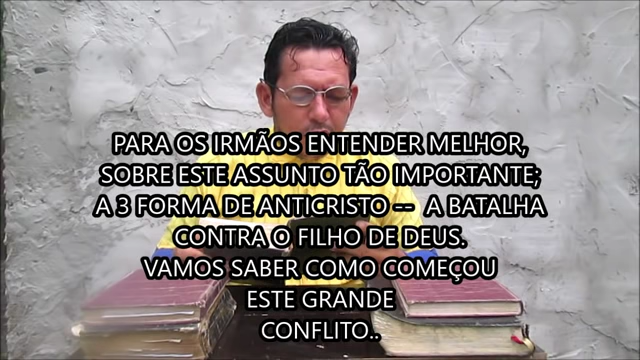 PARA OS IRMÃOS ENTENDER MELHOR,
SOBRE ESTE ASSUNTO TÃO IMPORTANTE;
A 3 FORMA DE ANTICRISTO -- A BATALHA
CONTRA O FILHO DE DEUS.
VAMOS SABER COMO COMEÇOU
ESTE GRANDE
CONFLITO..